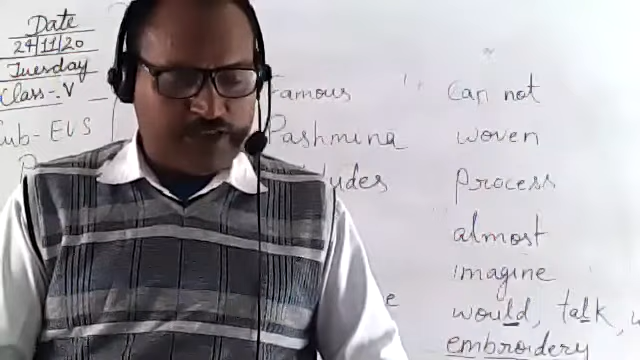 Date
24/11/20
Tuesday
Class-V
Sub- EVS
Famous
Pashmina
Can not
woven
process
almost
imagine
would, talk,
embroidery